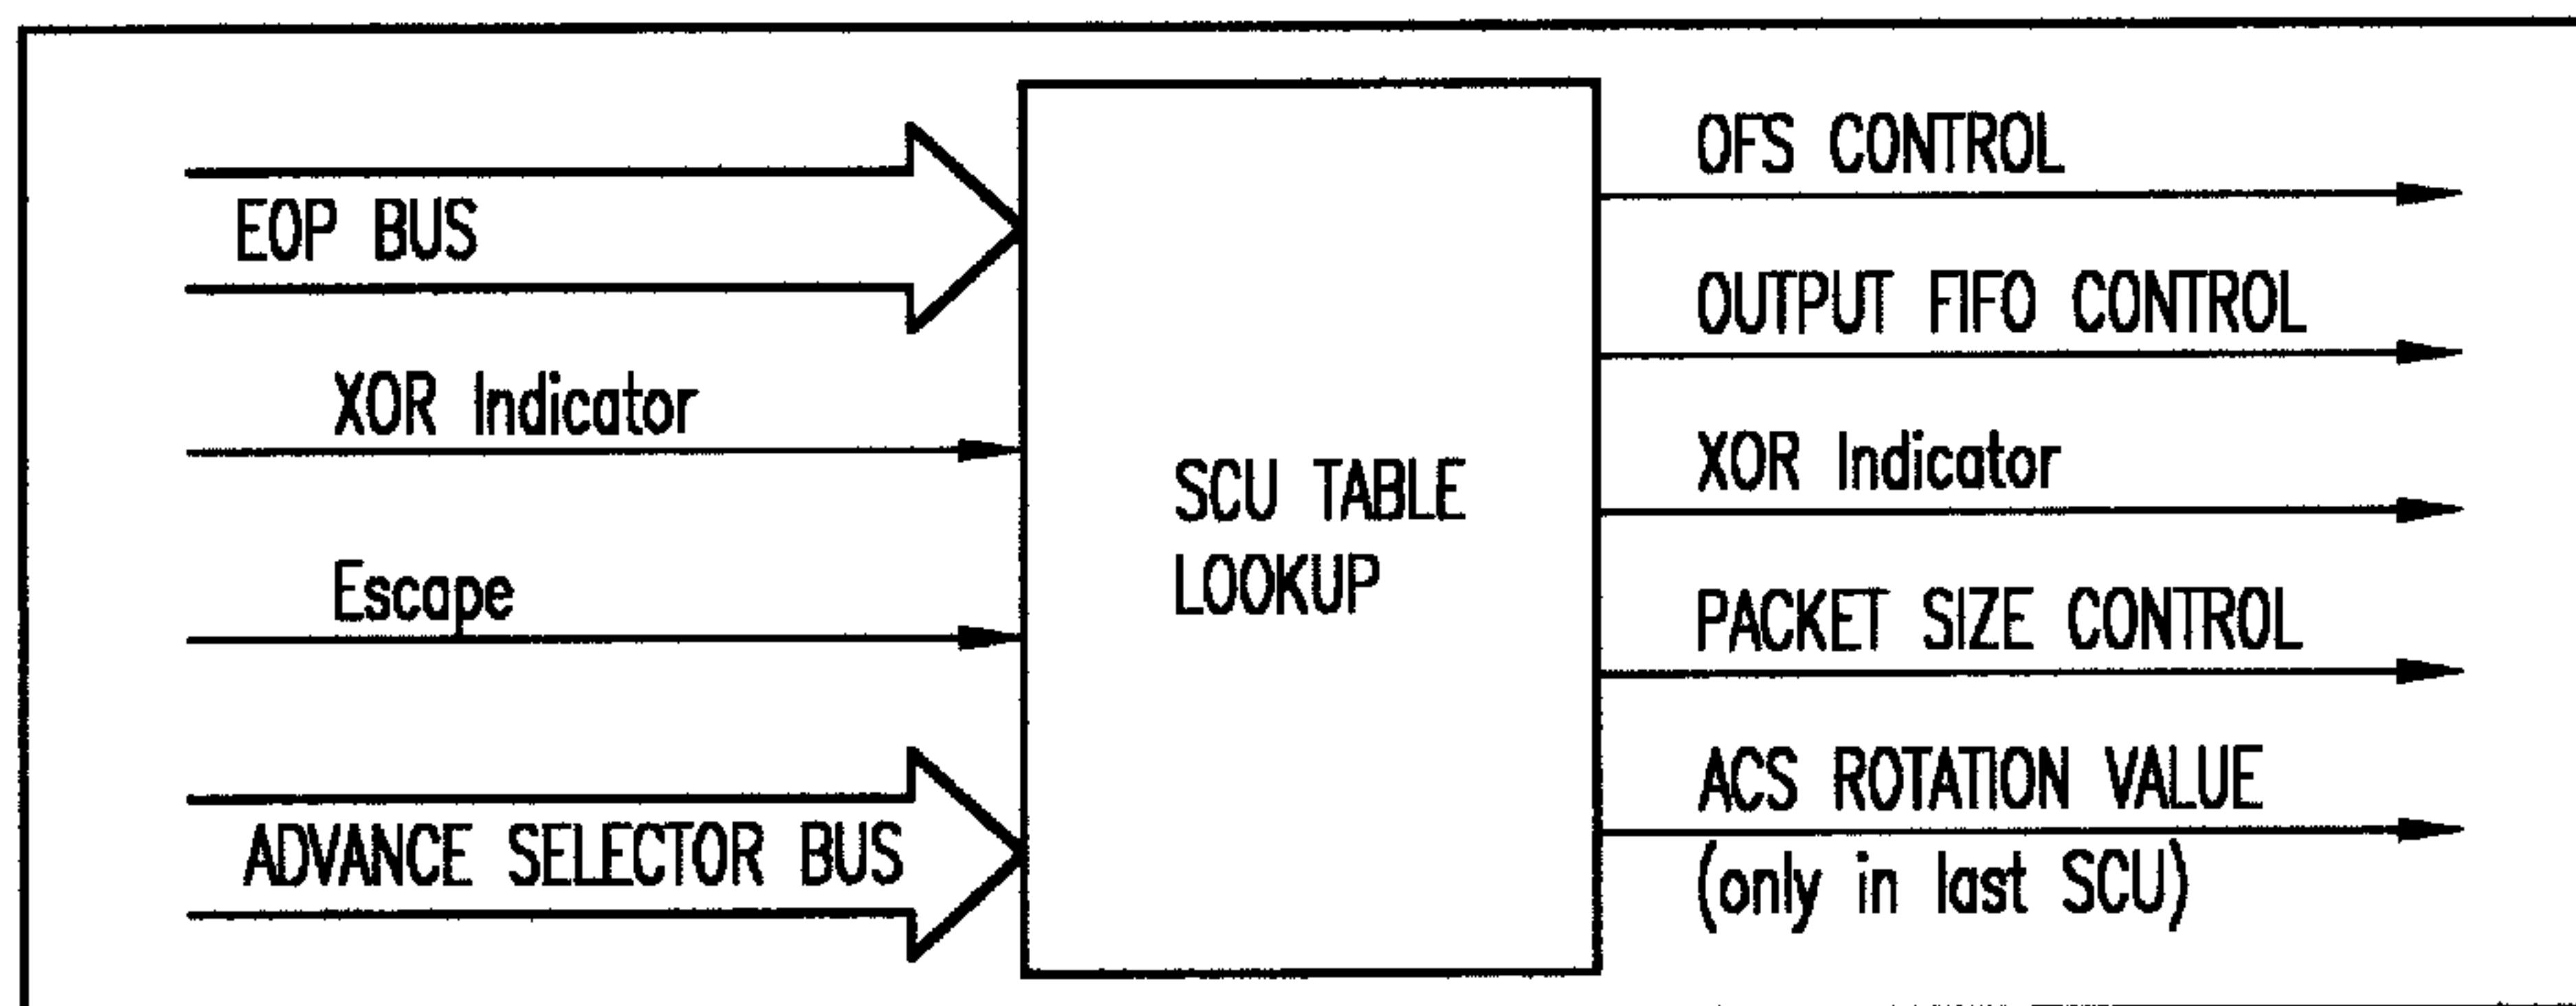 EOP BUS
XOR Indicator
Escape
ADVANCE SELECTOR BUS
SCU TABLE
LOOKUP
OFS CONTROL
OUTPUT FIFO CONTROL
XOR Indicator
PACKET SIZE CONTROL
ACS ROTATION VALUE
(only in last SCU)